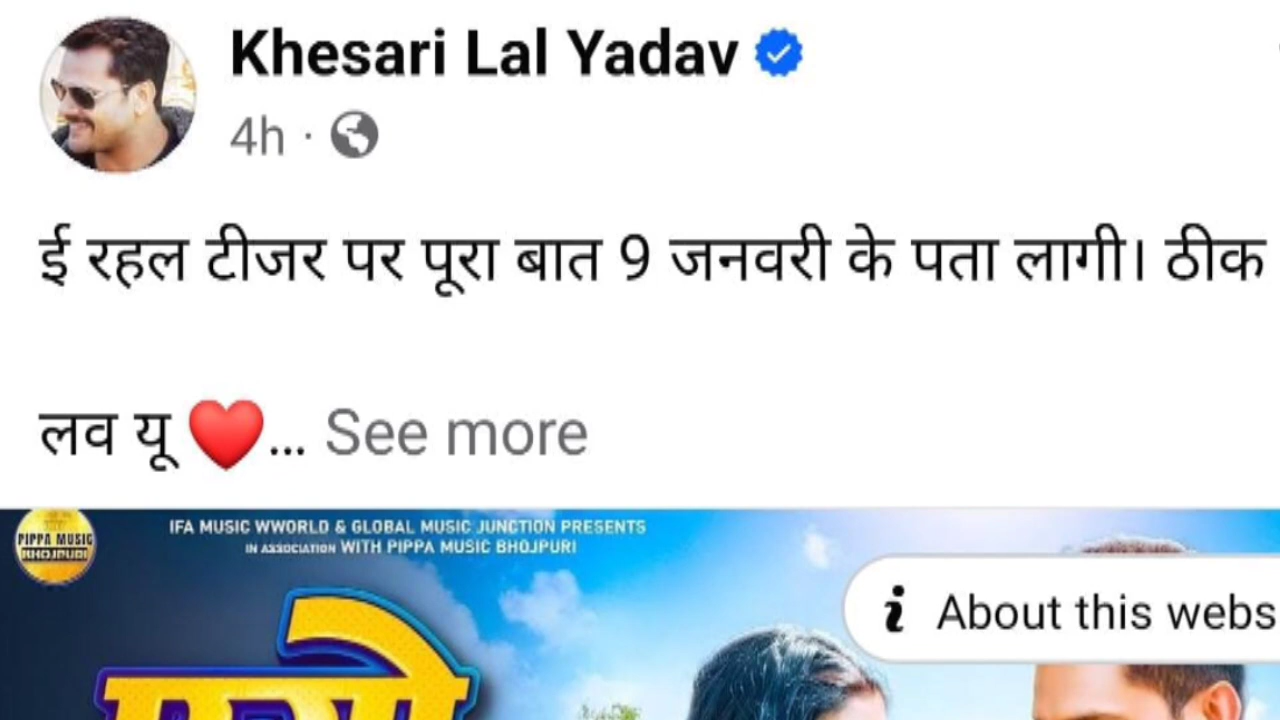 Khesari Lal Yadav
4h ·
ई रहल टीजर पर पूरा बात 9 जनवरी के पता लागी। ठीक
लव यू ❤️... See more
PIPPA MUSIC
BHOJPURI
IFA MUSIC WWORLD & GLOBAL MUSIC JUNCTION PRESENTS
IN ASSOCIATION WITH PIPPA MUSIC BHOJPURI
About this webs